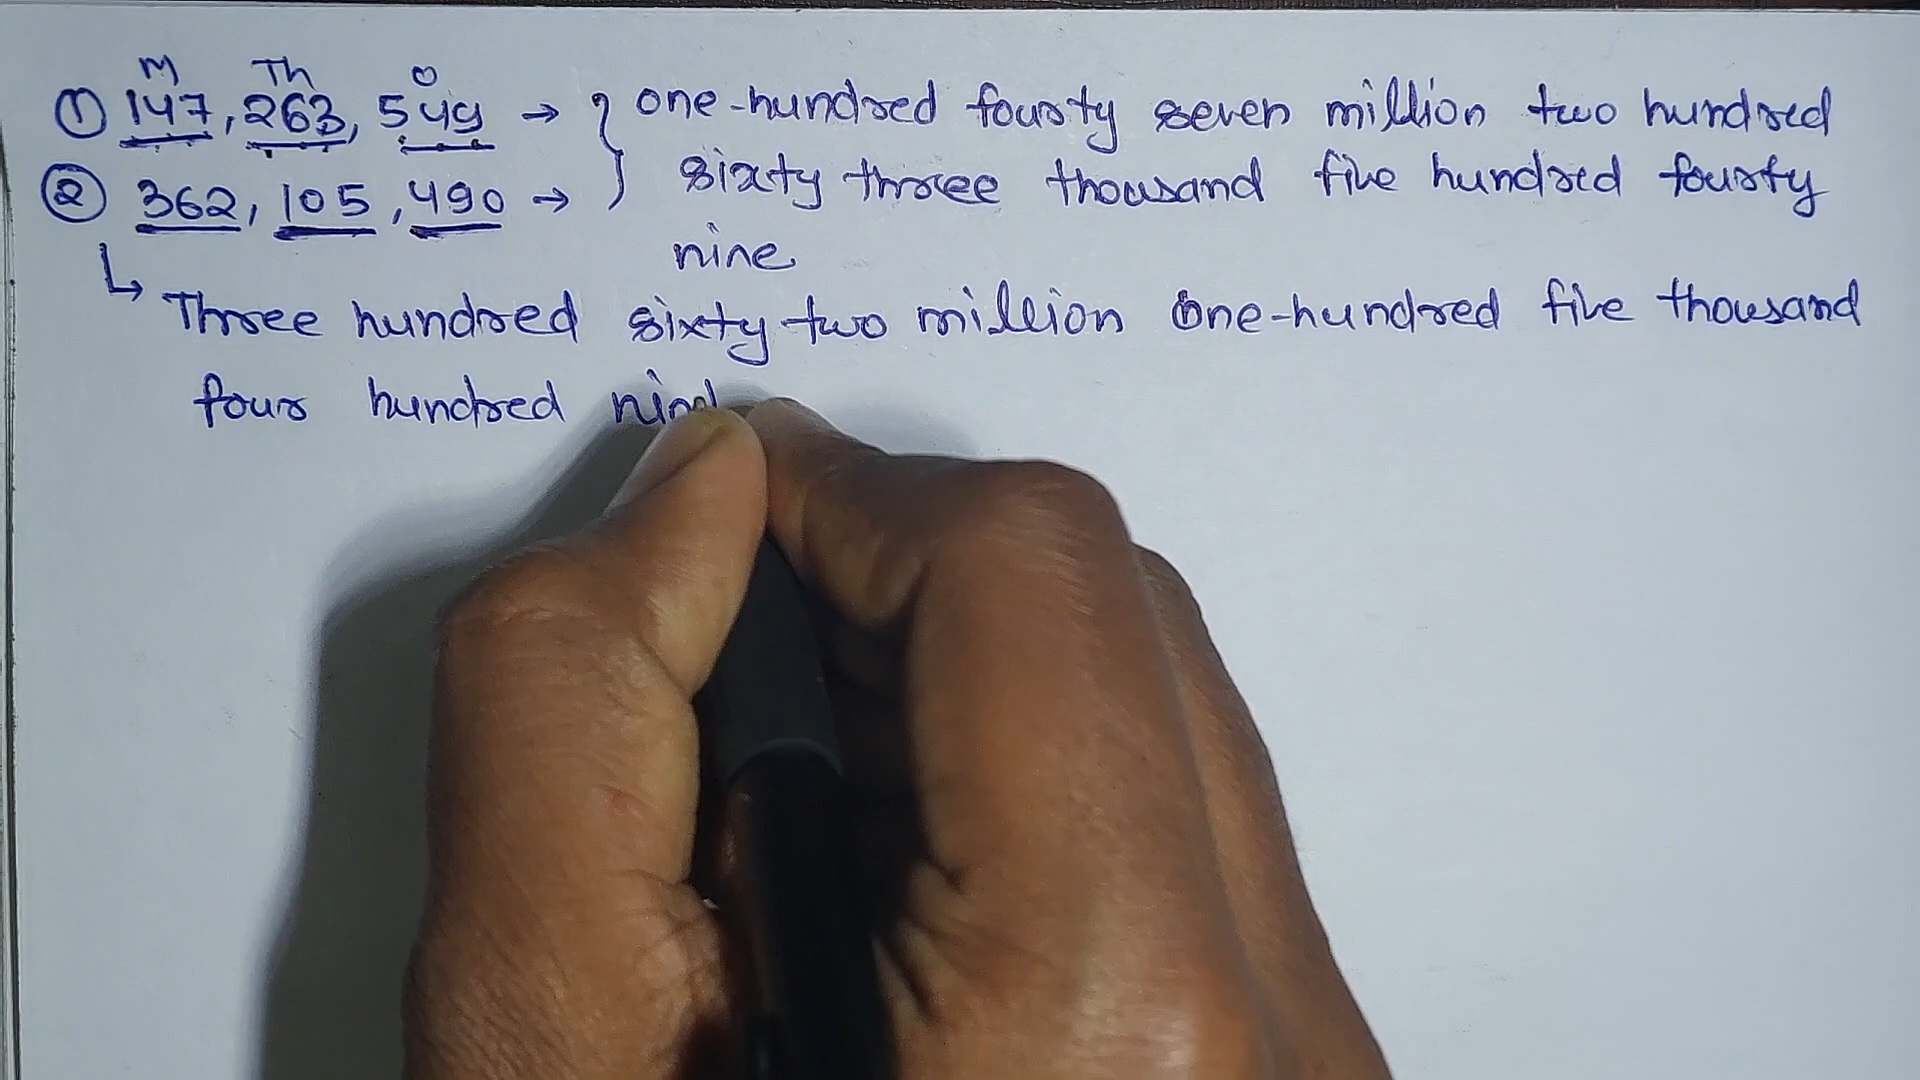 M Th O
① 147, 263, 549 → } one-hundred fourty seven million two hundred
② 362, 105, 490 → sixty three thousand five hundred fourty
nine
↳ Three hundred sixty two million One-hundred five thousand
four hundred